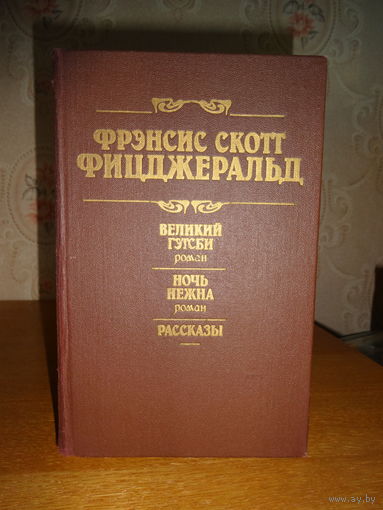 ФРЭНСИС СКОТТ
ФИЦДЖЕРАЛЬД
ВЕЛИКИЙ
ГЭТСБИ
роман
НОЧЬ
НЕЖНА
роман
РАССКАЗЫ
www.ay.by